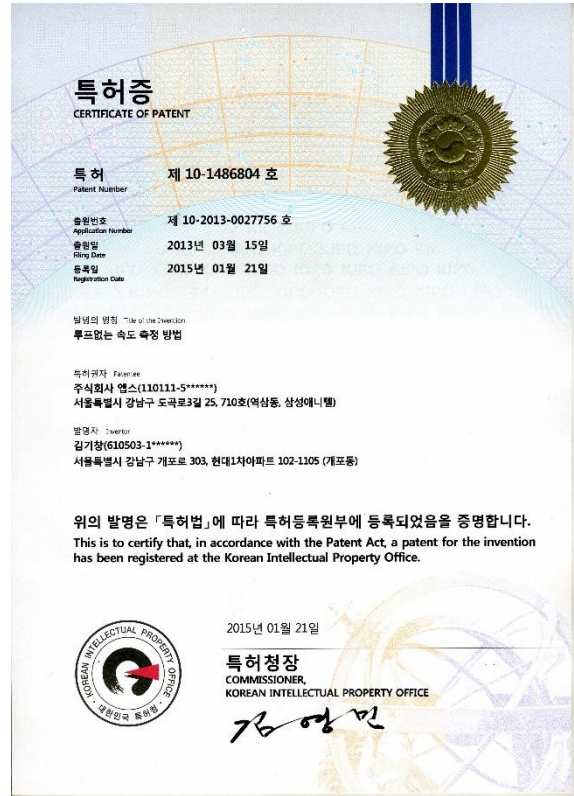 특허증
CERTIFICATE OF PATENT
특 허 제 10-1486804 호
Patent Number
출원번호 제 10-2013-0027756 호
Application Number
출원일 2013년 03월 15일
Filing Date
등록일 2015년 01월 21일
Registration Date
발명의 명칭 Title of the Invention
루프없는 속도 측정 방법
특허권자 Patentee
주식회사 엡스(110111-5******)
서울특별시 강남구 도곡로3길 25, 710호(역삼동, 삼성애니텔)
발명자 Inventor
김기창(610503-1******)
서울특별시 강남구 개포로 303, 현대1차아파트 102-1105 (개포동)
위의 발명은 「특허법」에 따라 특허등록원부에 등록되었음을 증명합니다.
This is to certify that, in accordance with the Patent Act, a patent for the invention
has been registered at the Korean Intellectual Property Office.
2015년 01월 21일
특허청장
COMMISSIONER,
KOREAN INTELLECTUAL PROPERTY OFFICE
김영민
KOREAN INTELLECTUAL PROPERTY OFFICE
대한민국 특허청